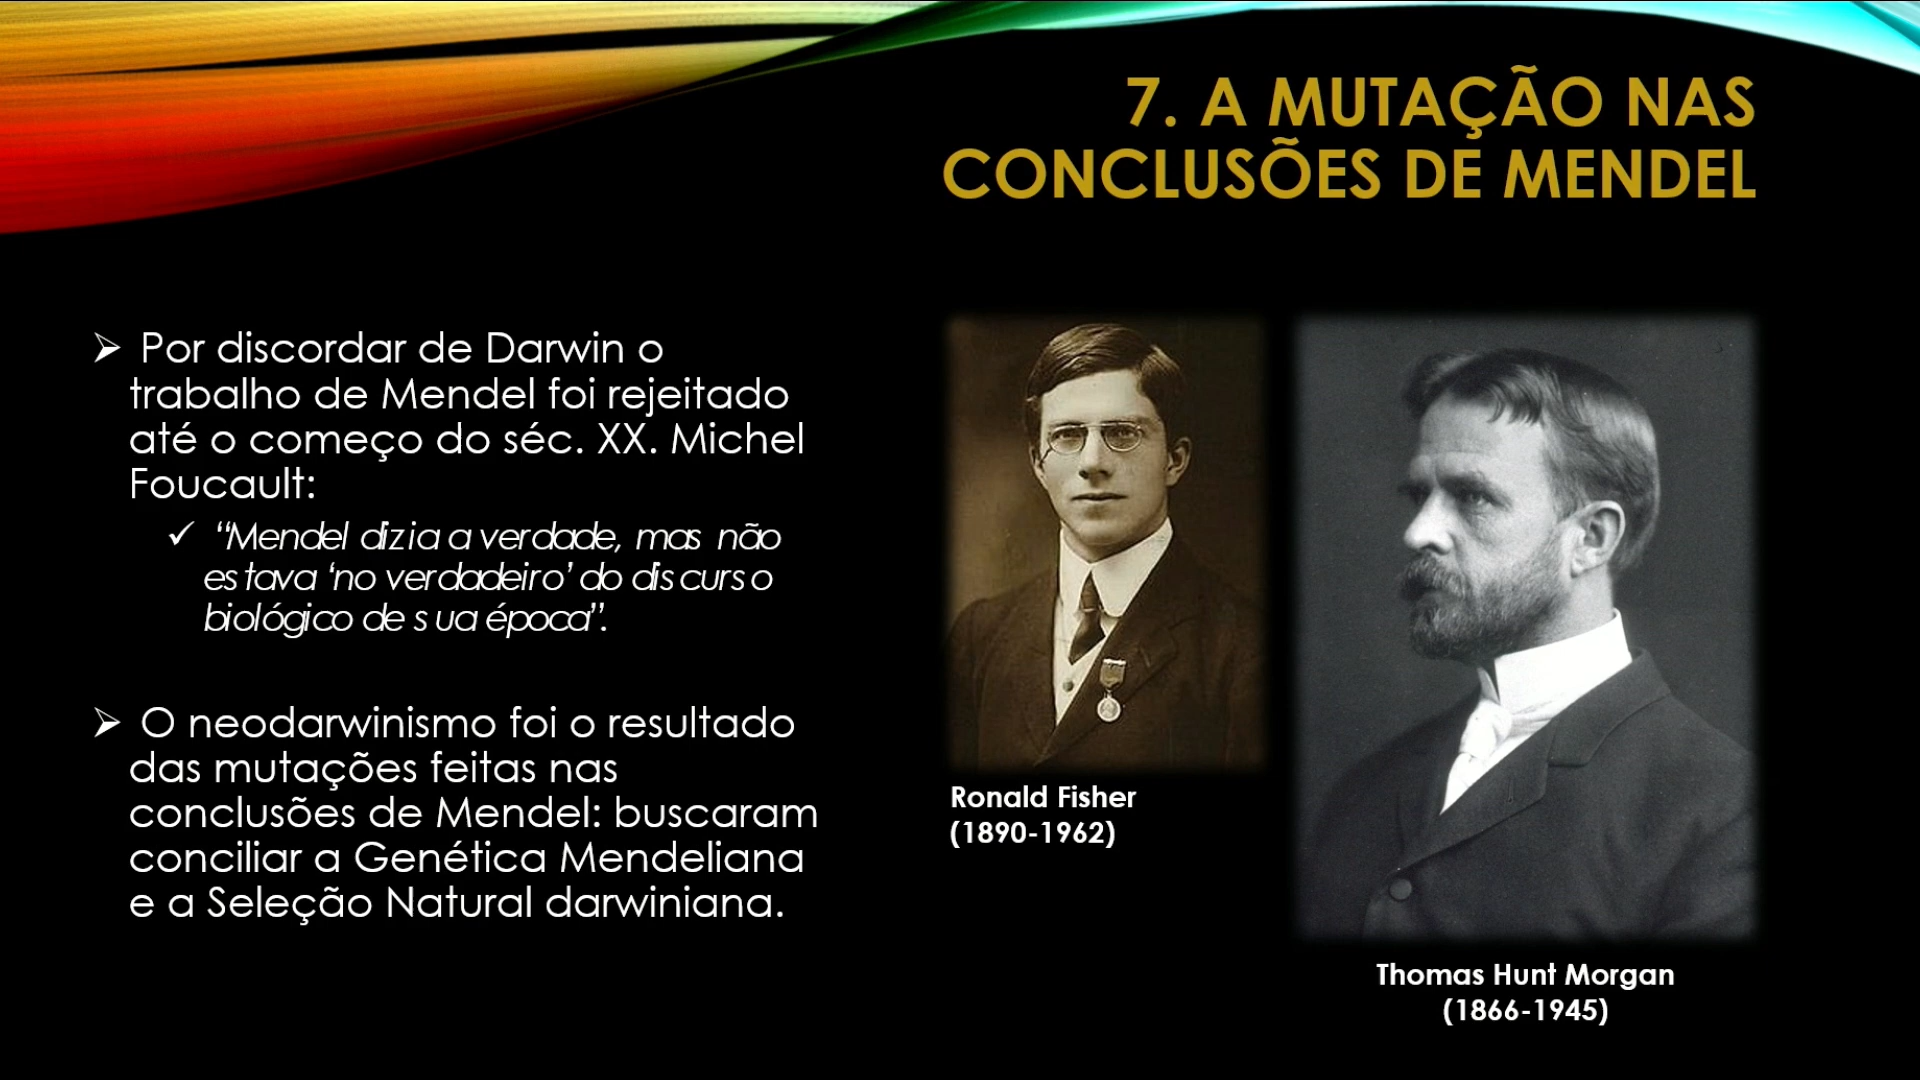 7. A MUTAÇÃO NAS
CONCLUSÕES DE MENDEL
Por discordar de Darwin o
trabalho de Mendel foi rejeitado
até o começo do séc. XX. Michel
Foucault:
“Mendel dizia a verdade, mas não
estava ‘no verdadeiro’ do discurso
biológico de sua época”.
O neodarwinismo foi o resultado
das mutações feitas nas
conclusões de Mendel: buscaram
conciliar a Genética Mendeliana
e a Seleção Natural darwiniana.
Ronald Fisher
(1890-1962)
Thomas Hunt Morgan
(1866-1945)